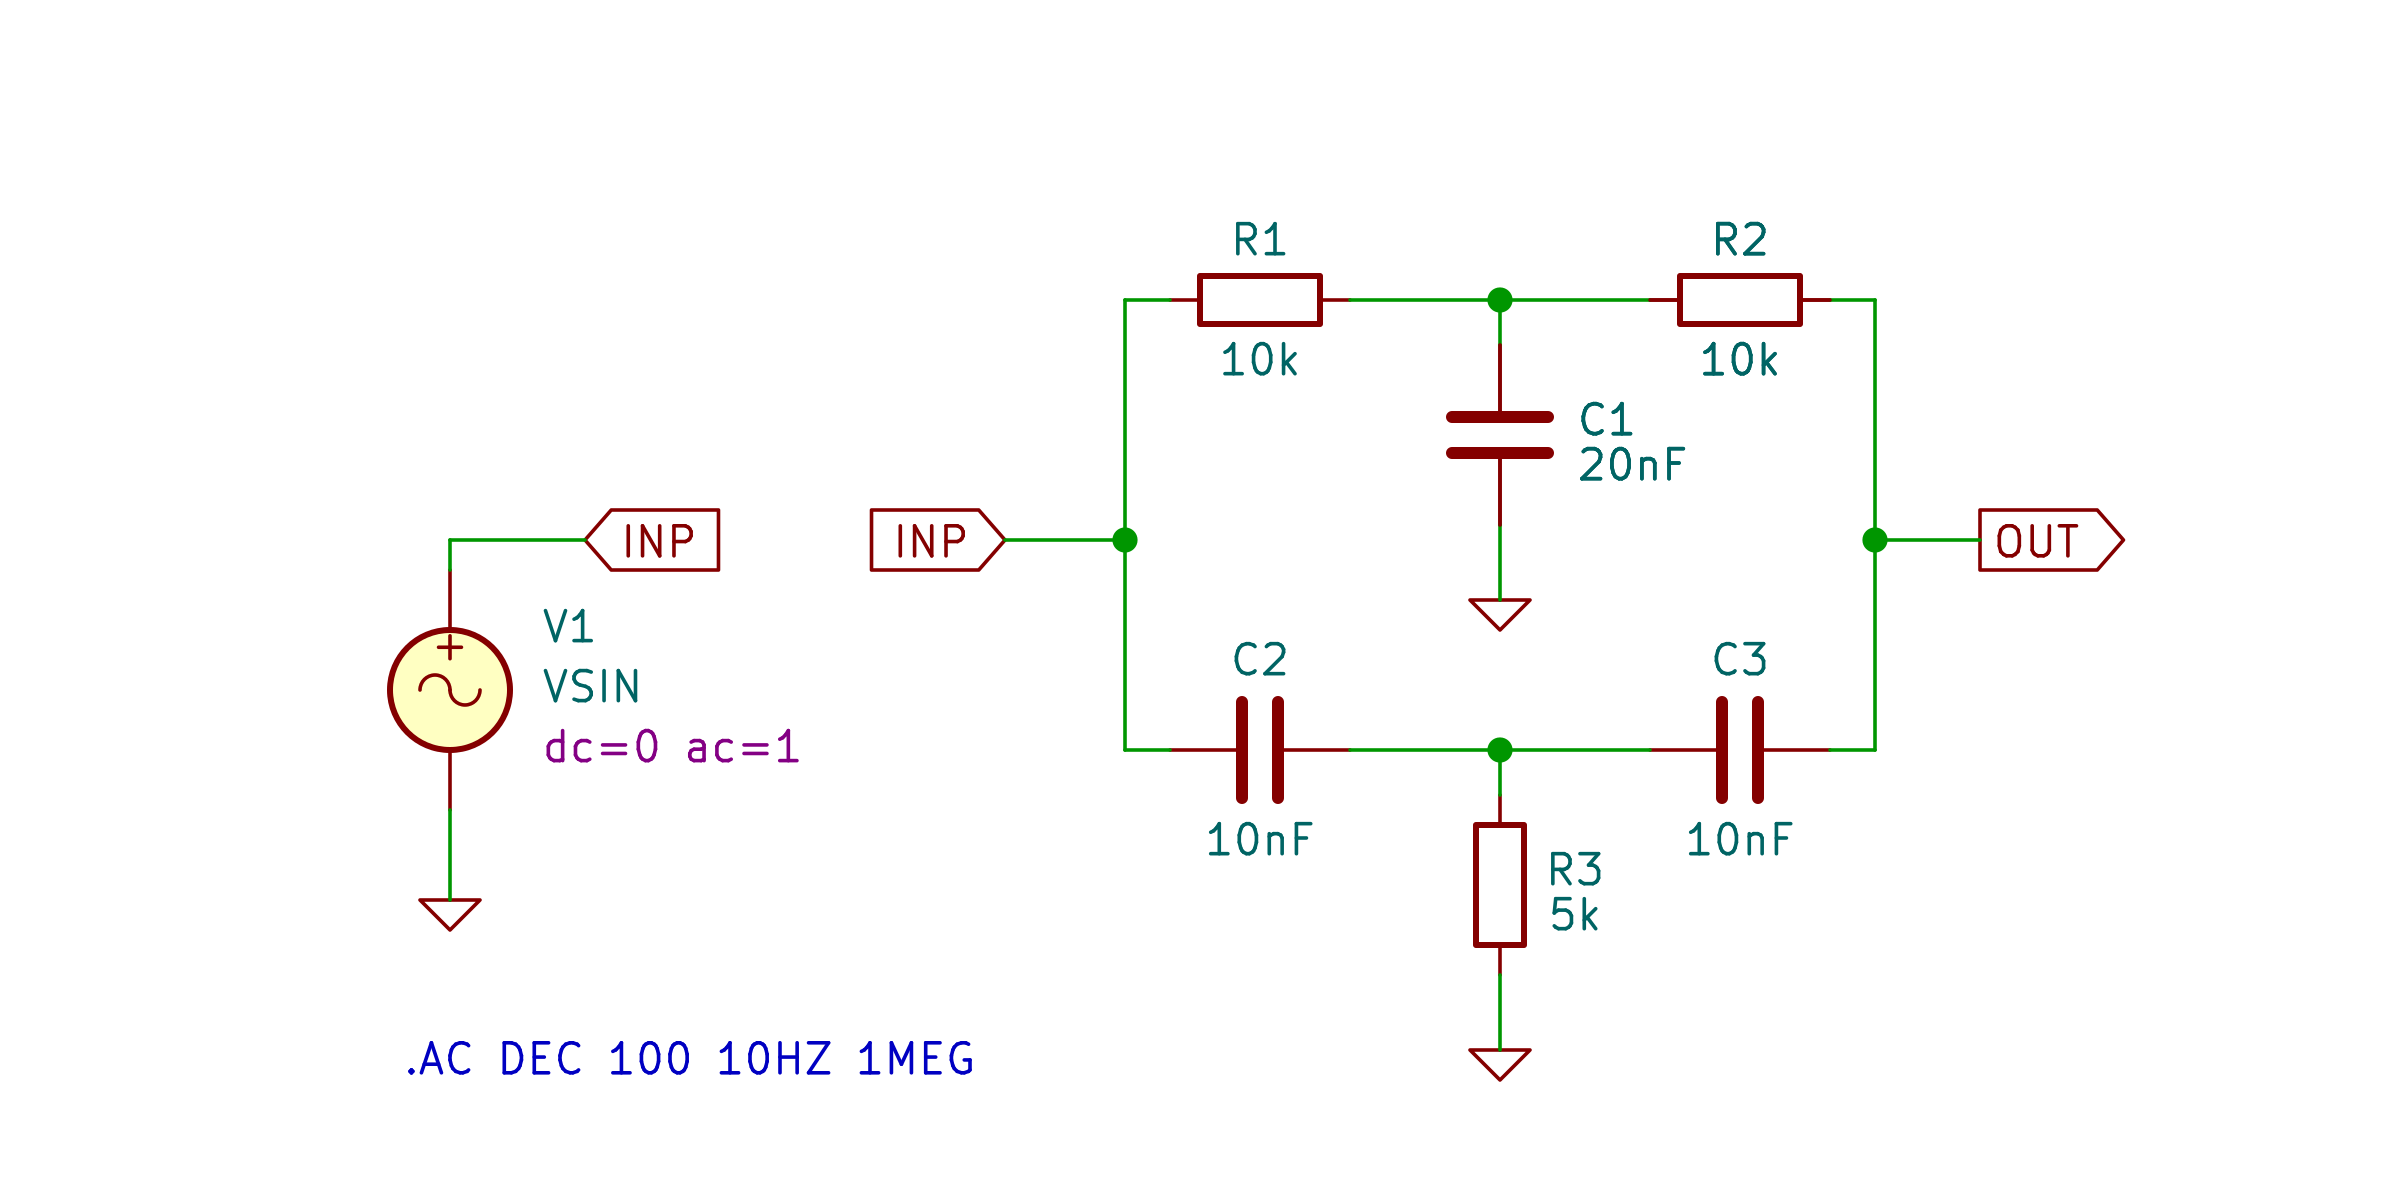 R1
10k
R2
10k
C1
20nF
INP
INP
OUT
V1
VSIN
dc=0 ac=1
C2
10nF
C3
10nF
R3
5k
.AC DEC 100 10HZ 1MEG